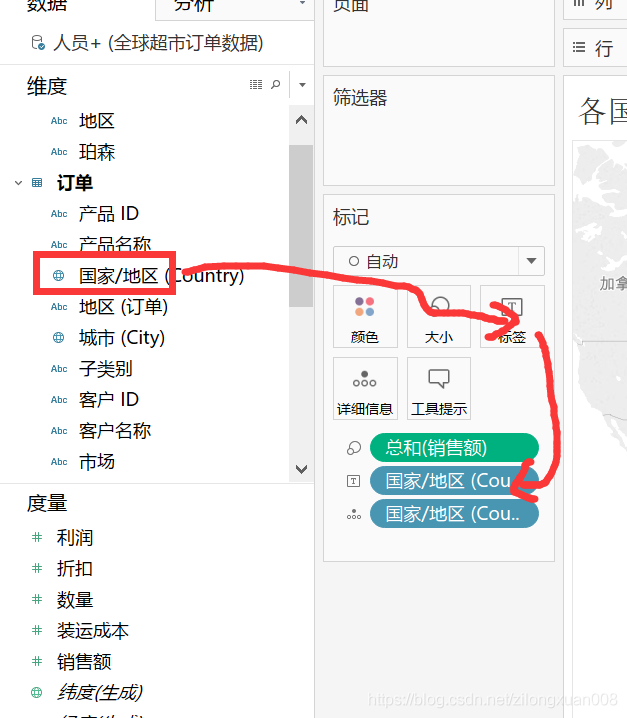 数据
分析
人员+ (全球超市订单数据)
维度
Abc 地区
Abc 珀森
订单
Abc 产品 ID
Abc 产品名称
国家/地区 (Country)
Abc 地区 (订单)
城市 (City)
Abc 子类别
Abc 客户 ID
Abc 客户名称
Abc 市场
度量
# 利润
# 折扣
# 数量
# 装运成本
# 销售额
纬度(生成)
页面
筛选器
标记
自动
颜色
大小
T 标签
详细信息
工具提示
总和(销售额)
T 国家/地区 (Cou..
国家/地区 (Cou..
列
行
各国
加拿
https://blog.csdn.net/zilongxuan008